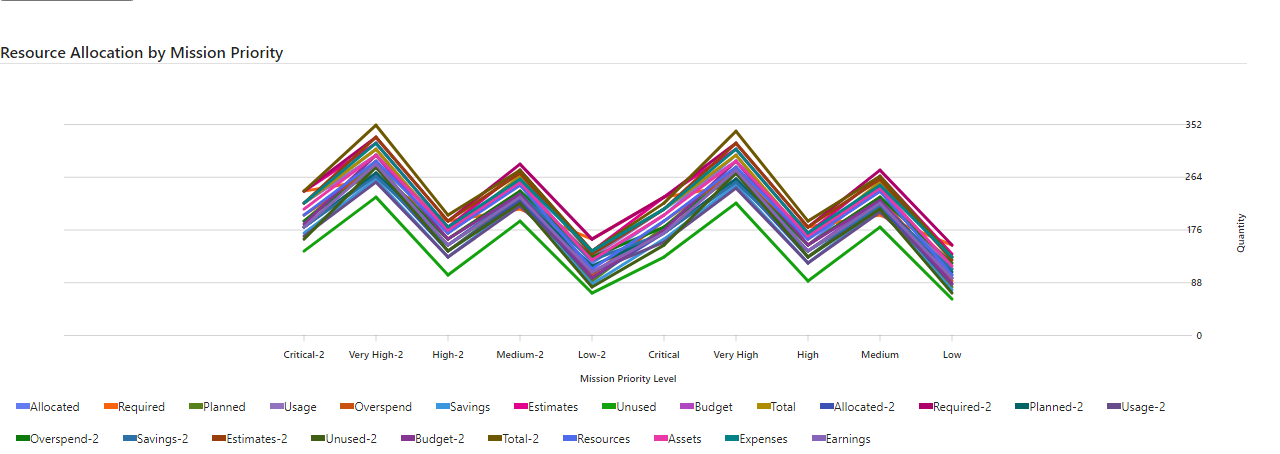 Resource Allocation by Mission Priority
352
264
176
88
0
Quantity
Critical-2 Very High-2 High-2 Medium-2 Low-2 Critical Very High High Medium Low
Mission Priority Level
Allocated Required Planned Usage Overspend Savings Estimates Unused Budget Total Allocated-2 Required-2 Planned-2 Usage-2
Overspend-2 Savings-2 Estimates-2 Unused-2 Budget-2 Total-2 Resources Assets Expenses Earnings